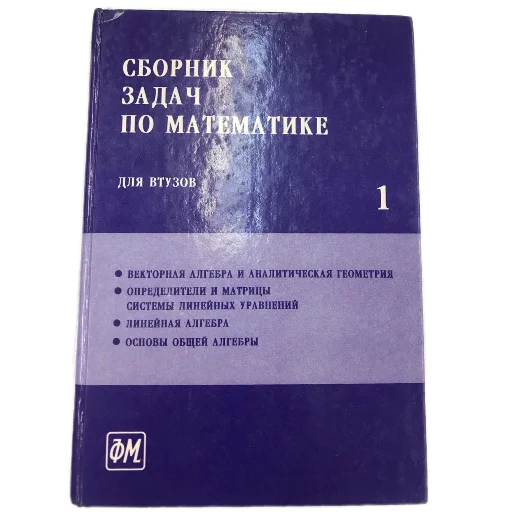 СБОРНИК
ЗАДАЧ
ПО МАТЕМАТИКЕ
ДЛЯ ВТУЗОВ
1
• ВЕКТОРНАЯ АЛГЕБРА И АНАЛИТИЧЕСКАЯ ГЕОМЕТРИЯ
• ОПРЕДЕЛИТЕЛИ И МАТРИЦЫ
СИСТЕМЫ ЛИНЕЙНЫХ УРАВНЕНИЙ
• ЛИНЕЙНАЯ АЛГЕБРА
• ОСНОВЫ ОБЩЕЙ АЛГЕБРЫ
ФМЛ